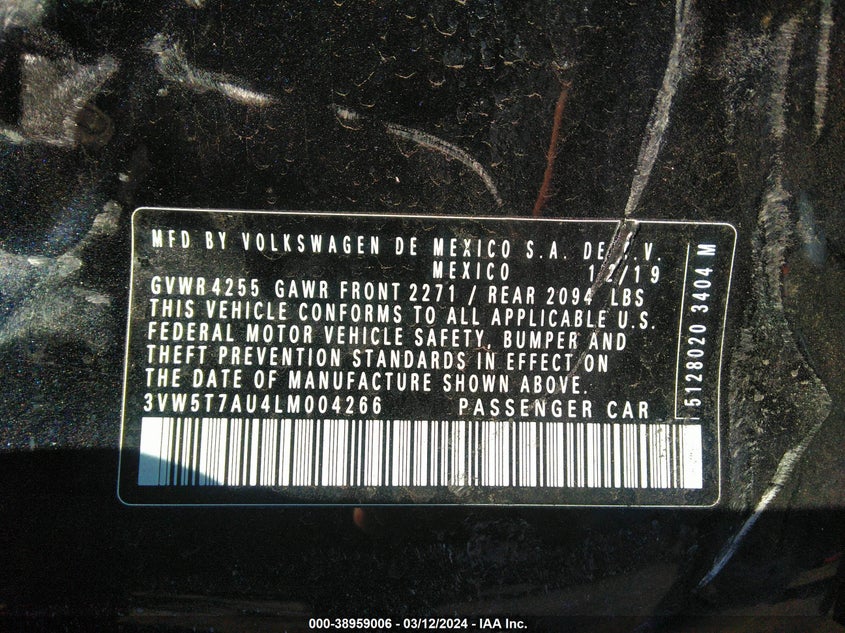 MFD BY VOLKSWAGEN DE MEXICO S.A. DE C.V.
MEXICO 12/19
GVWR 4255 GAWR FRONT 2271 / REAR 2094 LBS
THIS VEHICLE CONFORMS TO ALL APPLICABLE U.S.
FEDERAL MOTOR VEHICLE SAFETY, BUMPER AND
THEFT PREVENTION STANDARDS IN EFFECT ON
THE DATE OF MANUFACTURE SHOWN ABOVE.
3VW5T7AU4LM004266 PASSENGER CAR
5128020 3404 M
000-38959006 - 03/12/2024 - IAA Inc.